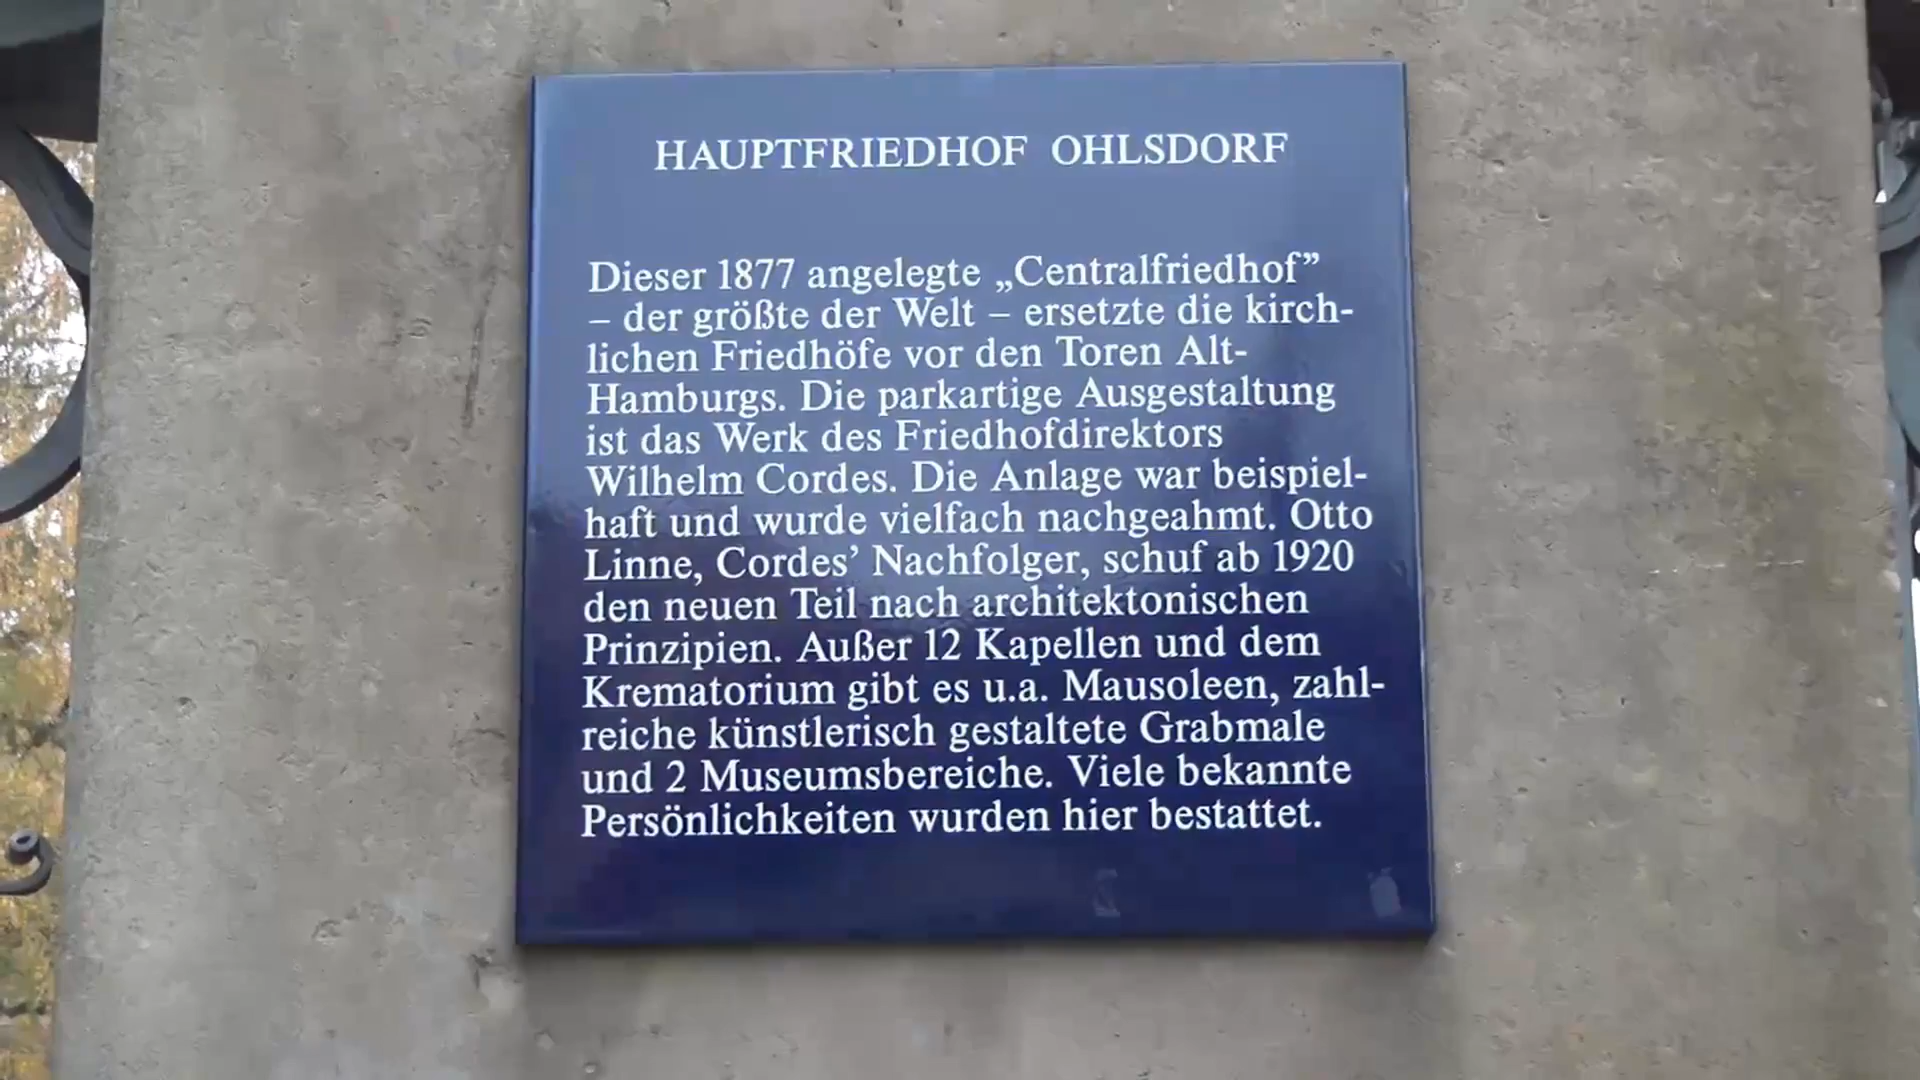 HAUPTFRIEDHOF OHLSDORF
Dieser 1877 angelegte „Centralfriedhof”
– der größte der Welt – ersetzte die kirch-
lichen Friedhöfe vor den Toren Alt-
Hamburgs. Die parkartige Ausgestaltung
ist das Werk des Friedhofdirektors
Wilhelm Cordes. Die Anlage war beispiel-
haft und wurde vielfach nachgeahmt. Otto
Linne, Cordes’ Nachfolger, schuf ab 1920
den neuen Teil nach architektonischen
Prinzipien. Außer 12 Kapellen und dem
Krematorium gibt es u.a. Mausoleen, zahl-
reiche künstlerisch gestaltete Grabmale
und 2 Museumsbereiche. Viele bekannte
Persönlichkeiten wurden hier bestattet.